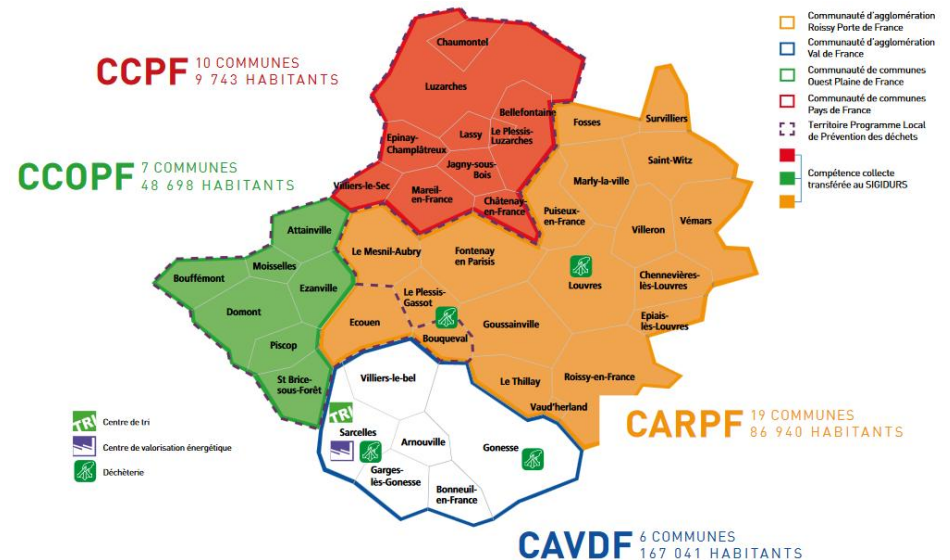 CCPF 10 COMMUNES
9 743 HABITANTS
CCOPF 7 COMMUNES
48 698 HABITANTS
Communauté d'agglomération
Roissy Porte de France
Communauté d'agglomération
Val de France
Communauté de communes
Ouest Plaine de France
Communauté de communes
Pays de France
Territoire Programme Local
de Prévention des déchets
Compétence collecte
transférée au SIGIDURS
Chaumontel
Luzarches
Bellefontaine
Epinay-
Champlâtreux
Lassy
Le Plessis-
Luzarches
Jagny-sous-
Bois
Villiers-le-Sec
Mareil-
en-France
Châtenay-
en-France
Fosses
Survilliers
Saint-Witz
Marly-la-ville
Puiseux-
en-France
Villeron
Vémars
Attainville
Le Mesnil-Aubry
Fontenay
en Parisis
Moisselles
Bouffémont
Ezanville
Louvres
Chennevières-
lès-Louvres
Domont
Le Plessis-
Gassot
Ecouen
Bouqueval
Goussainville
Epiais-
lès-Louvres
Piscop
St Brice-
sous-Forêt
Villiers-le-bel
Le Thillay
Roissy-en-France
Vaud'herland
TRI
Sarcelles
Arnouville
Gonesse
Garges-
lès-Gonesse
Bonneuil-
en-France
TRI Centre de tri
Centre de valorisation énergétique
Déchèterie
CARPF 19 COMMUNES
86 940 HABITANTS
CAVDF 6 COMMUNES
167 041 HABITANTS